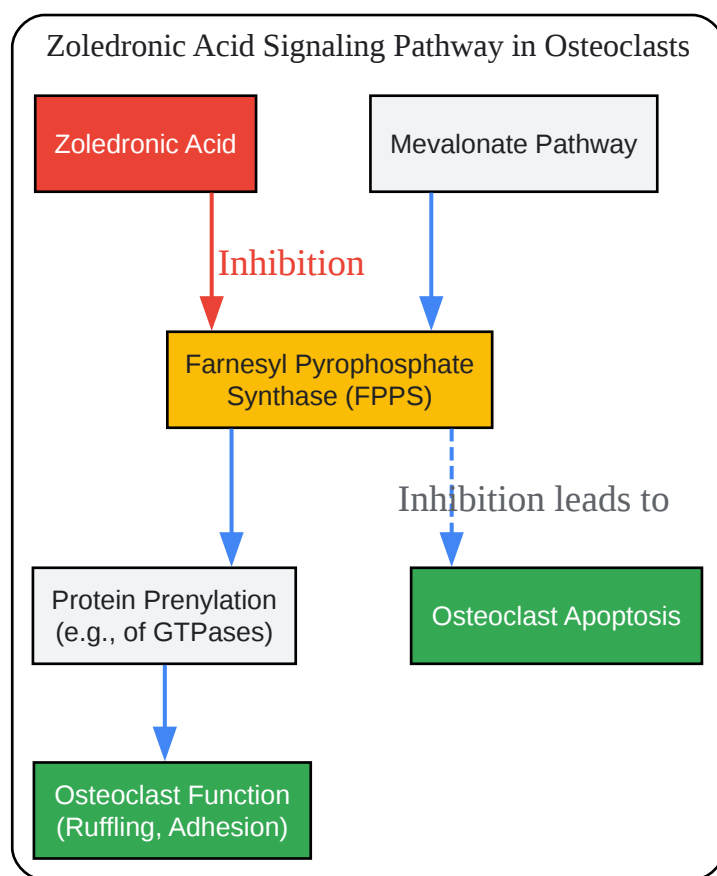 Zoledronic Acid Signaling Pathway in Osteoclasts
Zoledronic Acid
Mevalonate Pathway
Inhibition
Farnesyl Pyrophosphate
Synthase (FPPS)
Inhibition leads to
Protein Prenylation
(e.g., of GTPases)
Osteoclast Apoptosis
Osteoclast Function
(Ruffling, Adhesion)